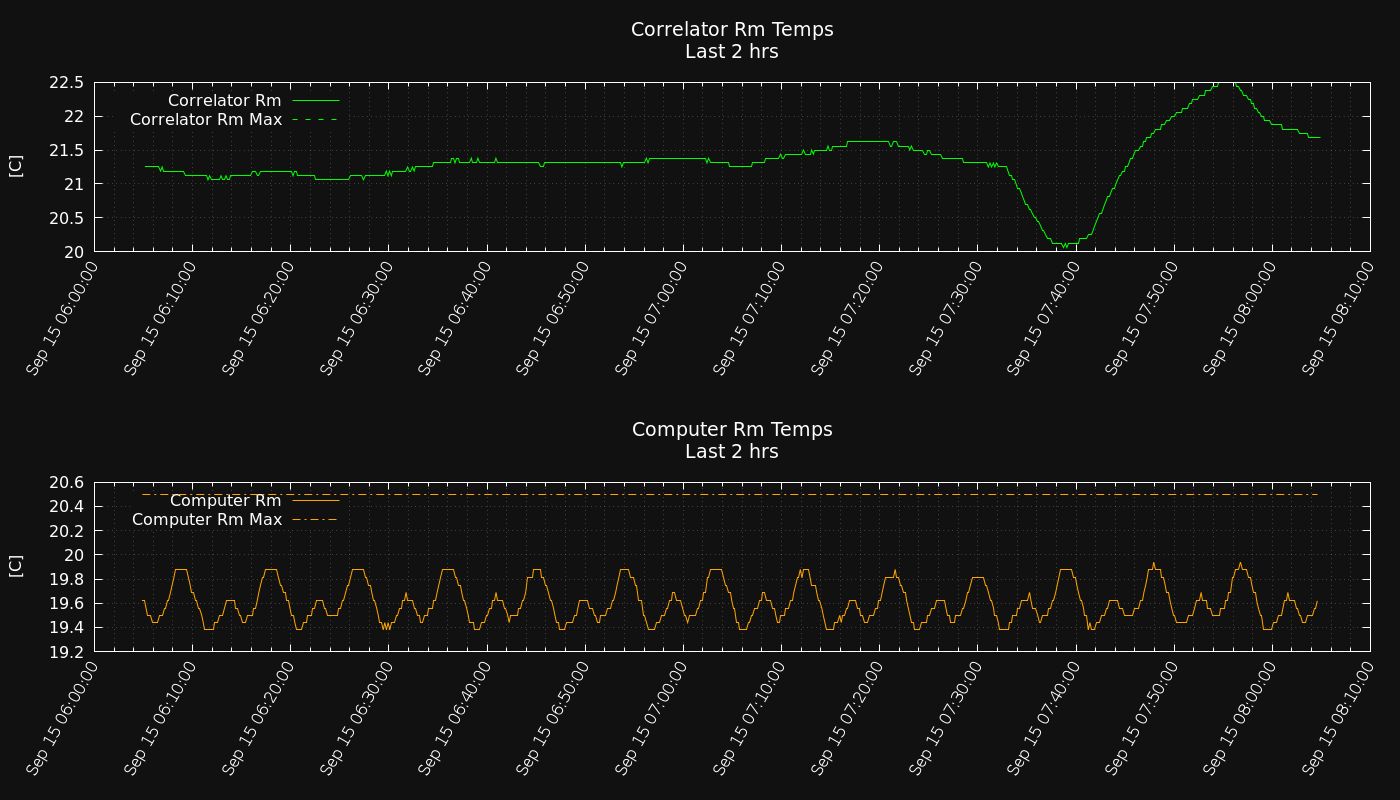 Correlator Rm Temps
Last 2 hrs
22.5
22
21.5
21
20.5
20
[C]
Correlator Rm
Correlator Rm Max
Sep 15 06:00:00
Sep 15 06:10:00
Sep 15 06:20:00
Sep 15 06:30:00
Sep 15 06:40:00
Sep 15 06:50:00
Sep 15 07:00:00
Sep 15 07:10:00
Sep 15 07:20:00
Sep 15 07:30:00
Sep 15 07:40:00
Sep 15 07:50:00
Sep 15 08:00:00
Sep 15 08:10:00
Computer Rm Temps
Last 2 hrs
20.6
20.4
20.2
20
19.8
19.6
19.4
19.2
[C]
Computer Rm
Computer Rm Max
Sep 15 06:00:00
Sep 15 06:10:00
Sep 15 06:20:00
Sep 15 06:30:00
Sep 15 06:40:00
Sep 15 06:50:00
Sep 15 07:00:00
Sep 15 07:10:00
Sep 15 07:20:00
Sep 15 07:30:00
Sep 15 07:40:00
Sep 15 07:50:00
Sep 15 08:00:00
Sep 15 08:10:00